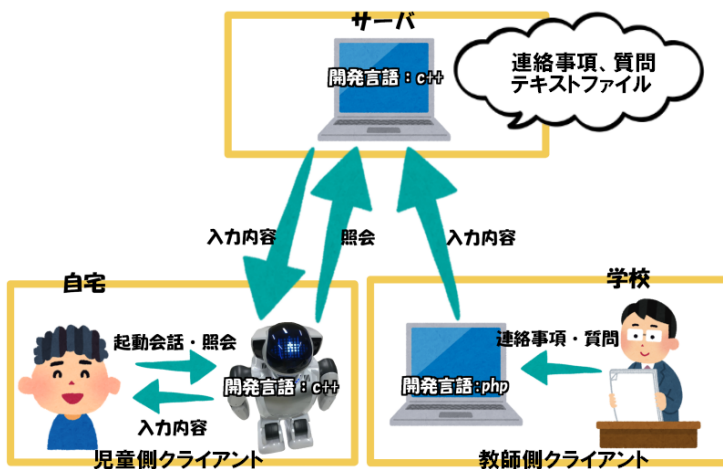 サーバ
開発言語：c++
連絡事項、質問
テキストファイル
入力内容
照会
入力内容
自宅
起動会話・照会
開発言語：c++
入力内容
児童側クライアント
学校
連絡事項・質問
開発言語:php
教師側クライアント